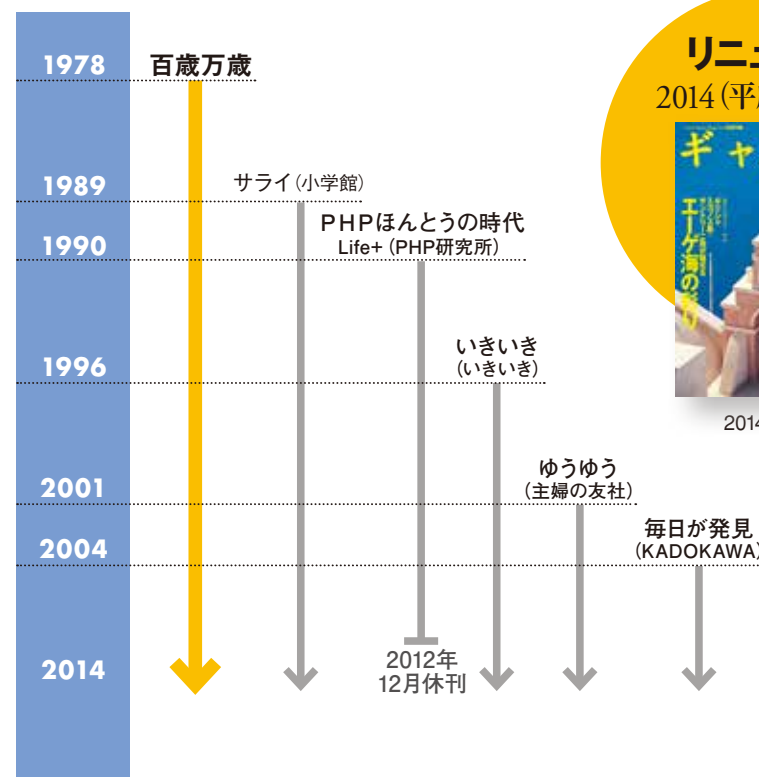 1978
百歳万歳
1989
サライ（小学館）
1990
PHPほんとうの時代
Life+（PHP研究所）
1996
いきいき
（いきいき）
2001
ゆうゆう
（主婦の友社）
2004
毎日が発見
（KADOKAWA）
2014
2012年
12月休刊
リニュ
2014（平
ギャ
エーゲ海の彩り
2014